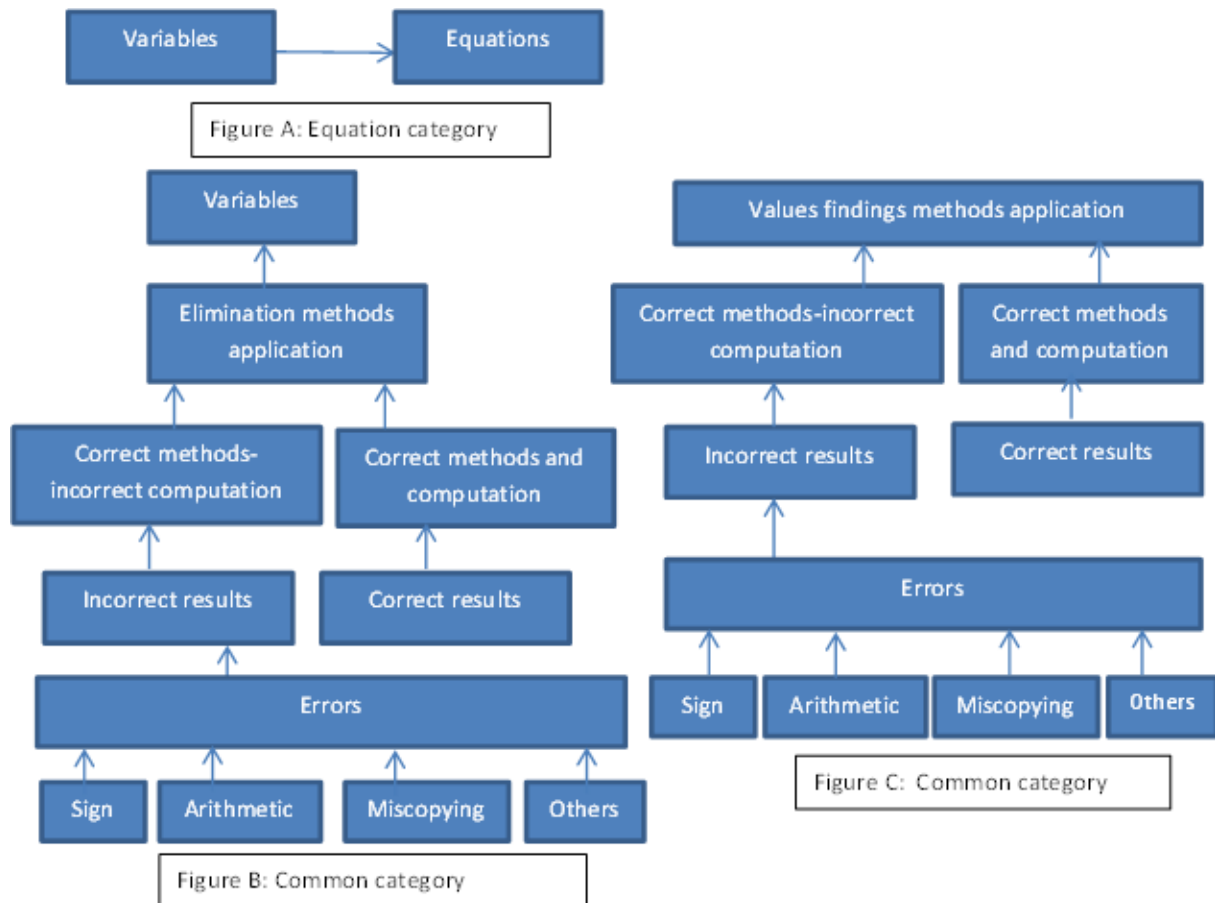 Variables
Equations
Figure A: Equation category
Variables
Elimination methods
application
Correct methods-
incorrect computation
Correct methods and
computation
Incorrect results
Correct results
Errors
Sign
Arithmetic
Miscopying
Others
Figure B: Common category
Values findings methods application
Correct methods-incorrect
computation
Correct methods
and computation
Incorrect results
Correct results
Errors
Sign
Arithmetic
Miscopying
Others
Figure C: Common category